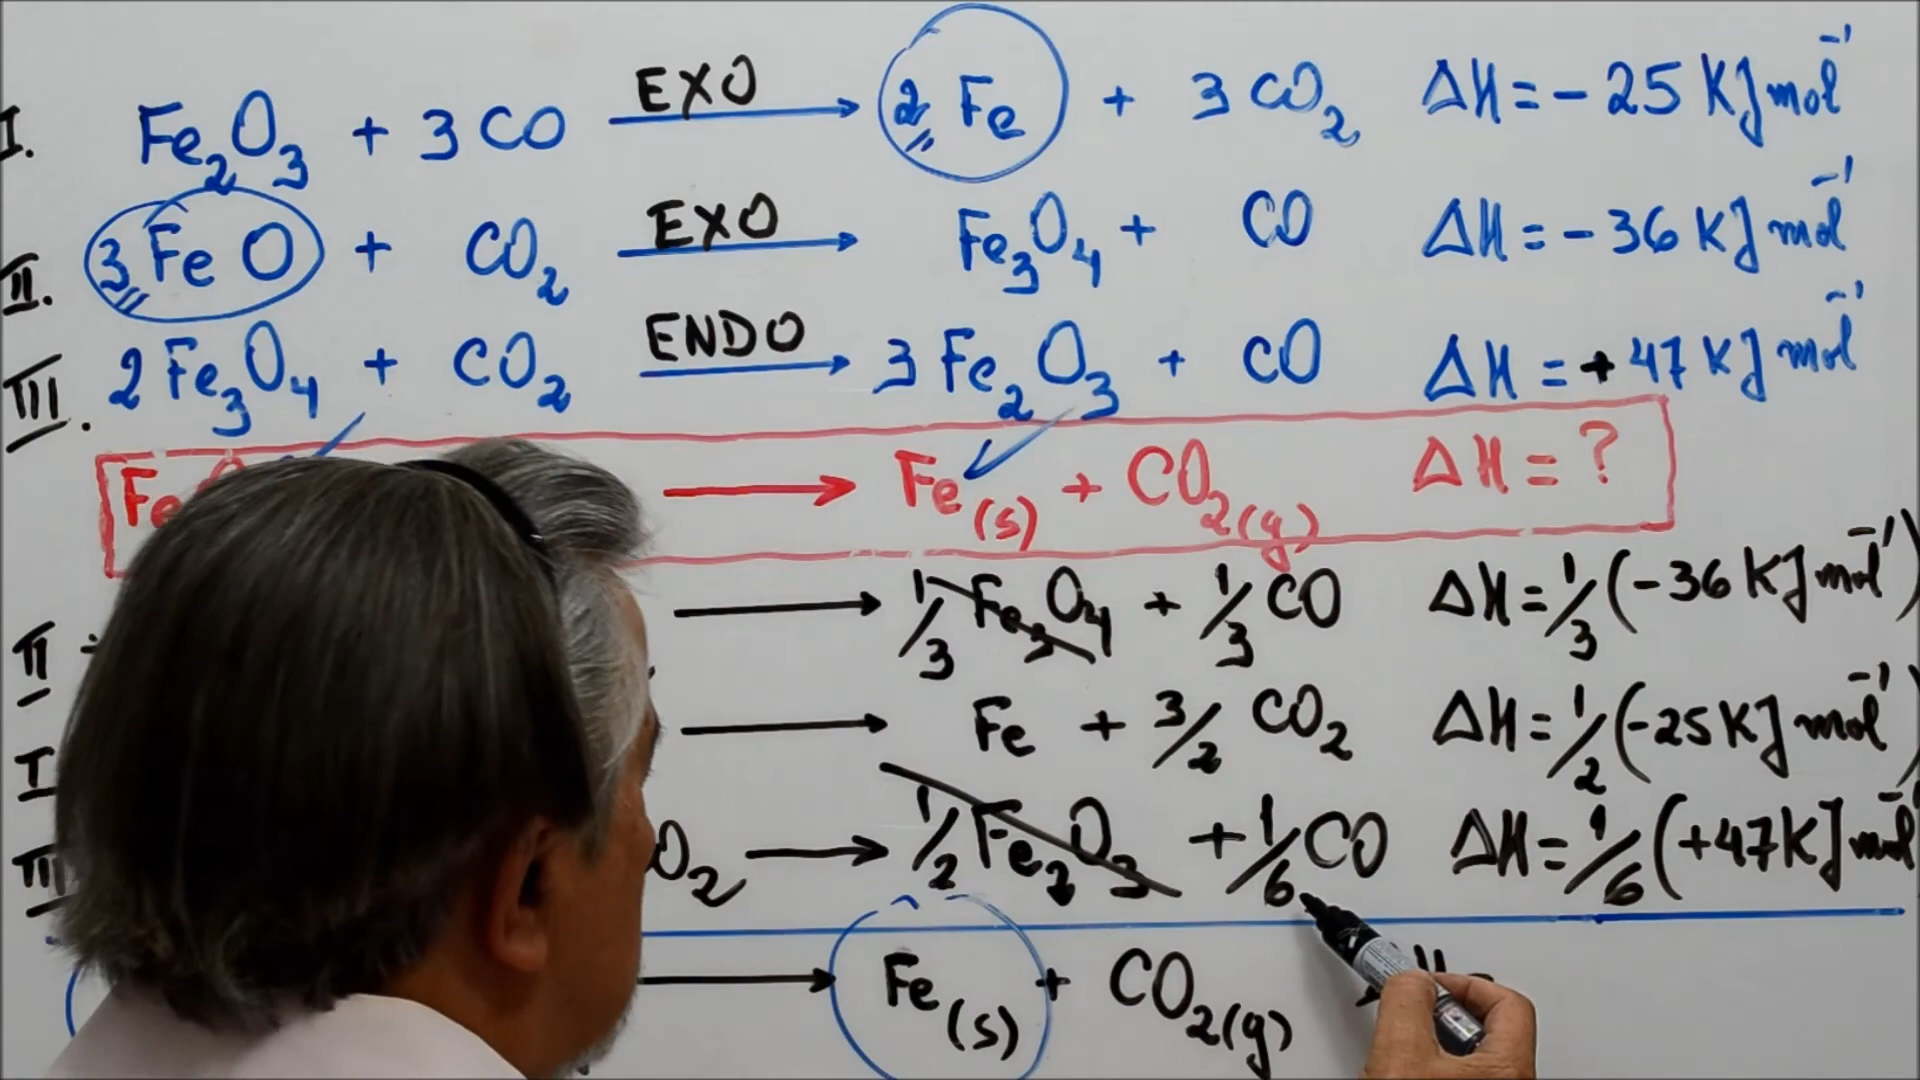 I. Fe₂O₃ + 3 CO EXO → 2 Fe + 3 CO₂ ΔH = - 25 KJ mol⁻¹
II. 3 FeO + CO₂ EXO → Fe₃O₄ + CO ΔH = - 36 KJ mol⁻¹
III. 2 Fe₃O₄ + CO₂ ENDO → 3 Fe₂O₃ + CO ΔH = + 47 KJ mol⁻¹
Fe → Fe(s) + CO₂(g) ΔH = ?
II → 1/3 Fe₃O₄ + 1/3 CO ΔH = 1/3 (-36 KJ mol⁻¹)
I → Fe + 3/2 CO₂ ΔH = 1/2 (-25 KJ mol⁻¹)
III O₂ → 1/2 Fe₂O₃ + 1/6 CO ΔH = 1/6 (+47 KJ mol⁻¹
→ Fe(s) + CO₂(g)